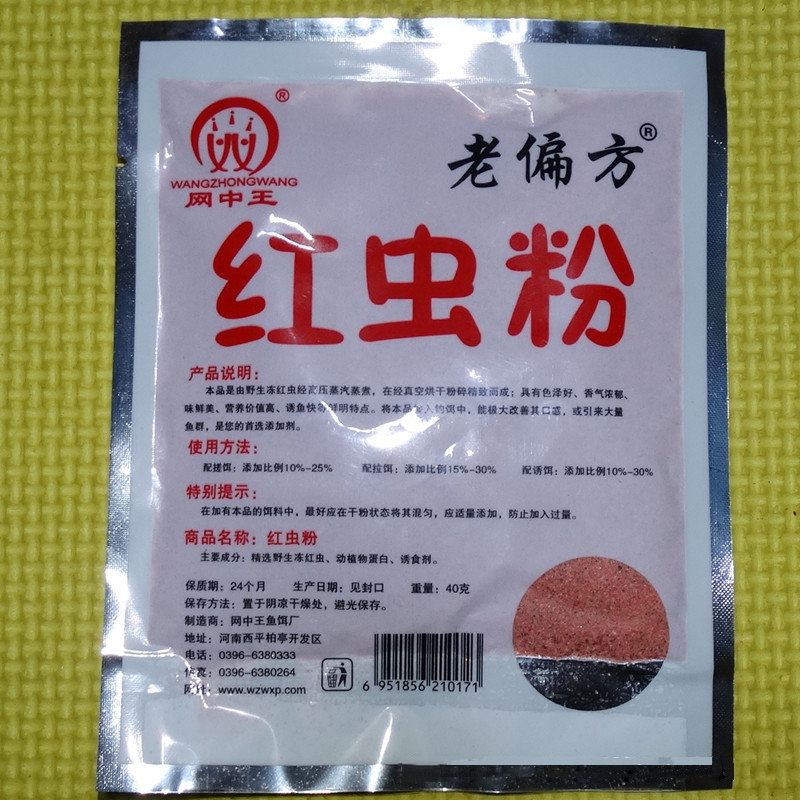 ®
WANGZHONGWANG
网中王
老偏方®
红虫粉
产品说明：
本品是由野生冻红虫经高压蒸汽蒸煮，在经真空烘干粉碎精致而成；具有色泽好、香气浓郁、
味鲜美、营养价值高、诱鱼快等鲜明特点。将本品加入钓饵中，能极大改善其口感，或引来大量
鱼群，是您的首选添加剂。
使用方法：
配搓饵：添加比例10%-25% 配拉饵：添加比例15%-30% 配诱饵：添加比例10%-30%
特别提示：
在加有本品的饵料中，最好应在干粉状态将其混匀，应适量添加，防止加入过量。
商品名称：红虫粉
主要成分：精选野生冻红虫、动植物蛋白、诱食剂。
保质期：24个月 生产日期：见封口 重量：40克
保存方法：置于阴凉干燥处，避光保存。
制造商：网中王鱼饵厂
地址：河南西平柏亭开发区
电话：0396-6380333
传真：0396-6380264
网址：www.wzwxp.com
6 951856 210171